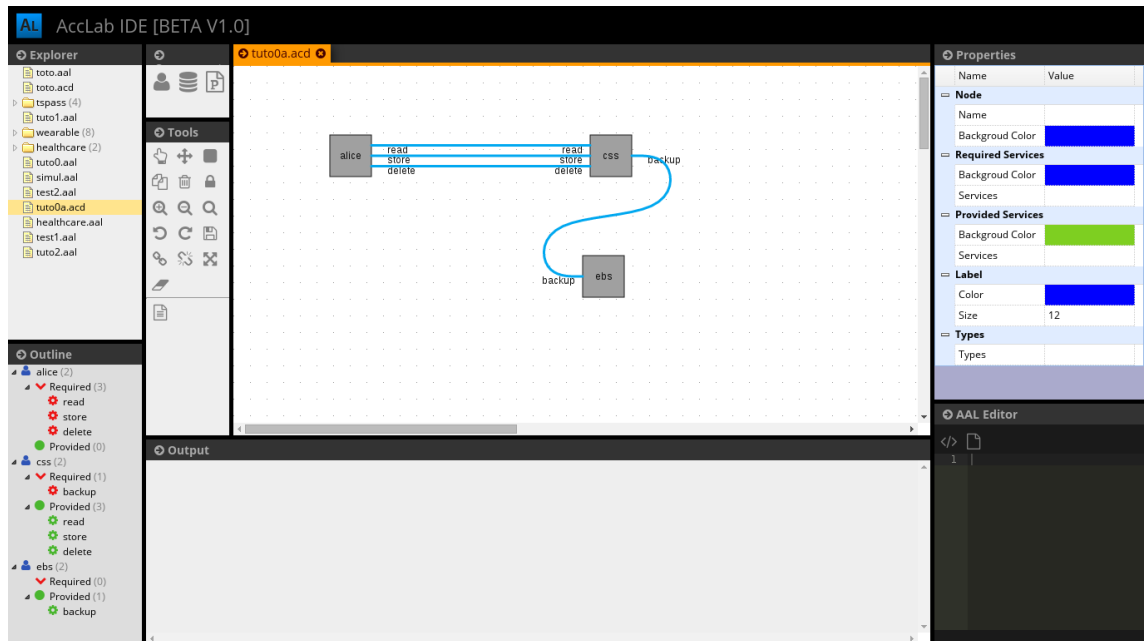 AL AccLab IDE [BETA V1.0]
Explorer
toto.aal
toto.acd
tspass (4)
tuto1.aal
wearable (8)
healthcare (2)
tuto0.aal
simul.aal
test2.aal
tuto0a.acd
healthcare.aal
test1.aal
tuto2.aal
Outline
alice (2)
Required (3)
read
store
delete
Provided (0)
css (2)
Required (1)
backup
Provided (3)
read
store
delete
ebs (2)
Required (0)
Provided (1)
backup
P
Tools
tuto0a.acd
alice
read
store
delete
read
store
delete
css
backup
backup
ebs
Output
Properties
Name Value
Node
Name
Backgroud Color
Required Services
Backgroud Color
Services
Provided Services
Backgroud Color
Services
Label
Color
Size 12
Types
Types
AAL Editor
</>
1